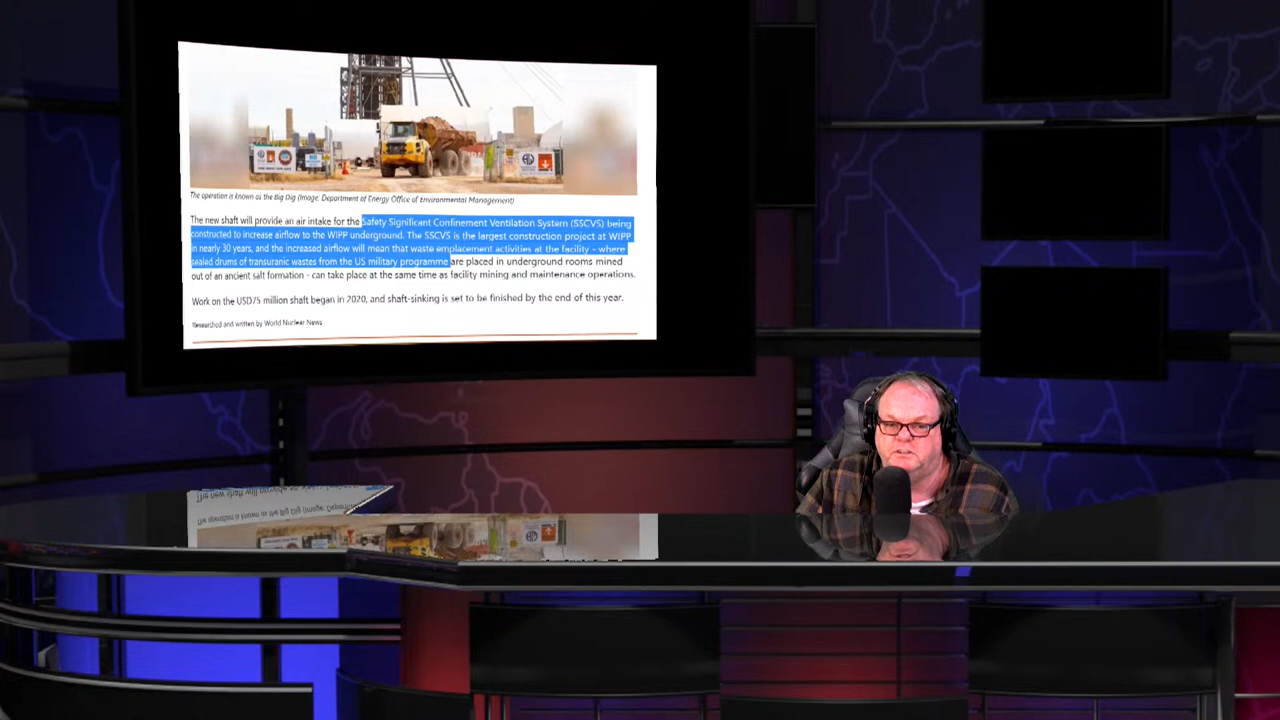 The operation is known as the Big Dig (Image: Department of Energy Office of Environmental Management)
The new shaft will provide an air intake for the Safety Significant Confinement Ventilation System (SSCVS) being
constructed to increase airflow to the WIPP underground. The SSCVS is the largest construction project at WIPP
in nearly 30 years, and the increased airflow will mean that waste emplacement activities at the facility - where
sealed drums of transuranic wastes from the US military programme are placed in underground rooms mined
out of an ancient salt formation - can take place at the same time as facility mining and maintenance operations.
Work on the USD75 million shaft began in 2020, and shaft-sinking is set to be finished by the end of this year.
Researched and written by World Nuclear News